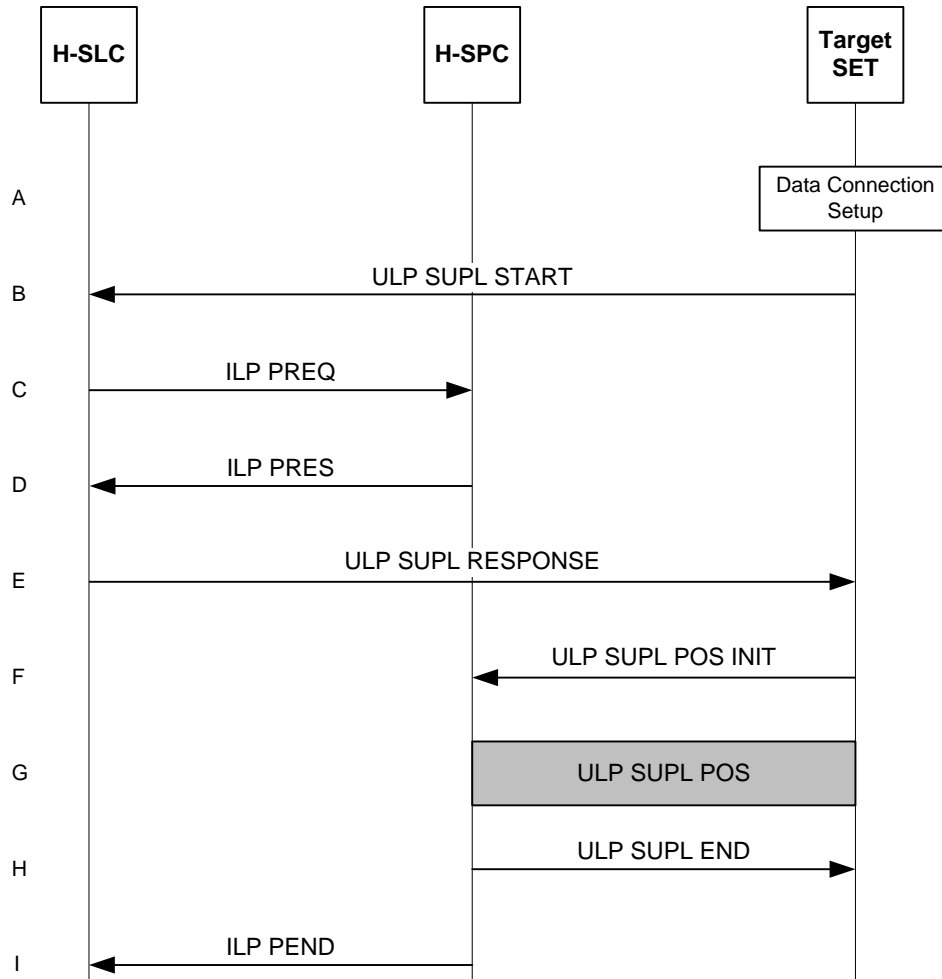 H-SLC
H-SPC
Target
SET
A
Data Connection
Setup
B
ULP SUPL START
C
ILP PREQ
D
ILP PRES
E
ULP SUPL RESPONSE
F
ULP SUPL POS INIT
G
ULP SUPL POS
H
ULP SUPL END
I
ILP PEND